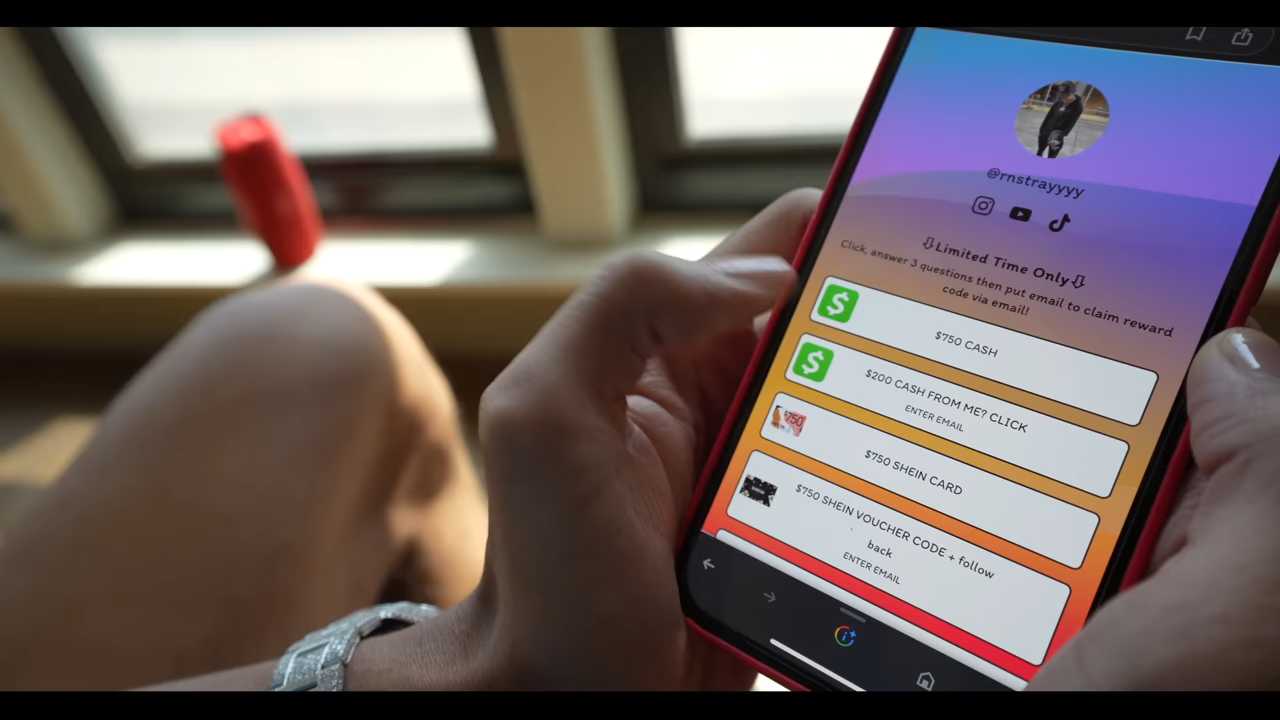 @rnstrayyyy
⇩Limited Time Only⇩
Click, answer 3 questions then put email to claim reward
code via email!
$750 CASH
$200 CASH FROM ME? CLICK
ENTER EMAIL
$750
$750 SHEIN CARD
$750 SHEIN VOUCHER CODE + follow
back
ENTER EMAIL